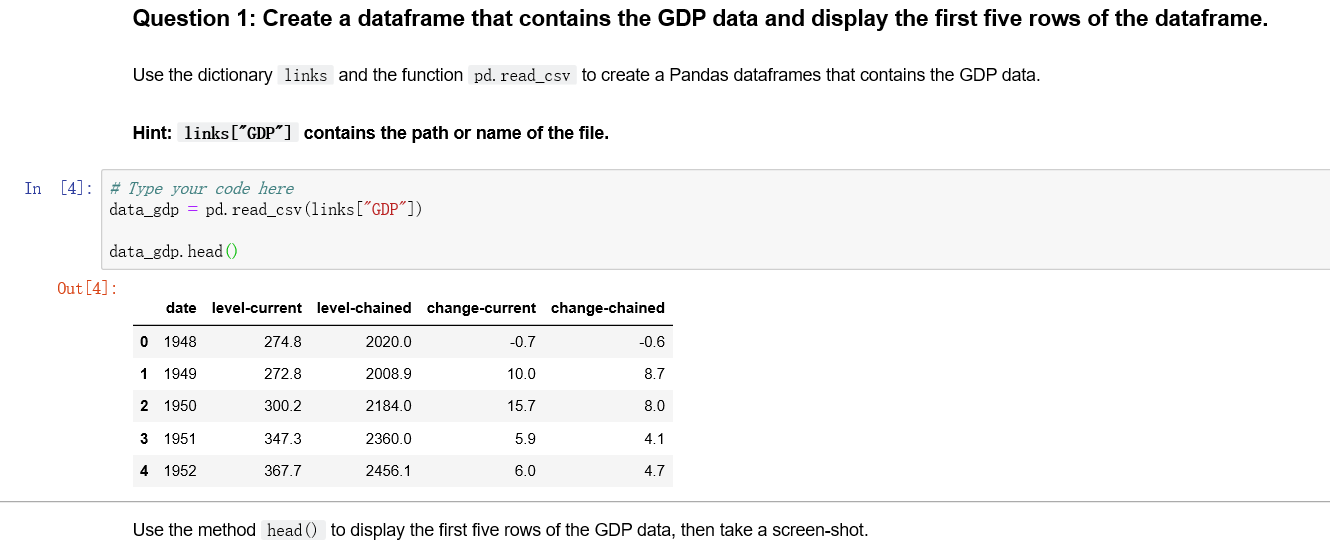 Question 1: Create a dataframe that contains the GDP data and display the first five rows of the dataframe.
Use the dictionary links and the function pd.read_csv to create a Pandas dataframes that contains the GDP data.
Hint: links["GDP"] contains the path or name of the file.
In [4]: # Type your code here
data_gdp = pd.read_csv(links["GDP"])
data_gdp.head()
Out[4]:
date level-current level-chained change-current change-chained
0 1948 274.8 2020.0 -0.7 -0.6
1 1949 272.8 2008.9 10.0 8.7
2 1950 300.2 2184.0 15.7 8.0
3 1951 347.3 2360.0 5.9 4.1
4 1952 367.7 2456.1 6.0 4.7
Use the method head() to display the first five rows of the GDP data, then take a screen-shot.